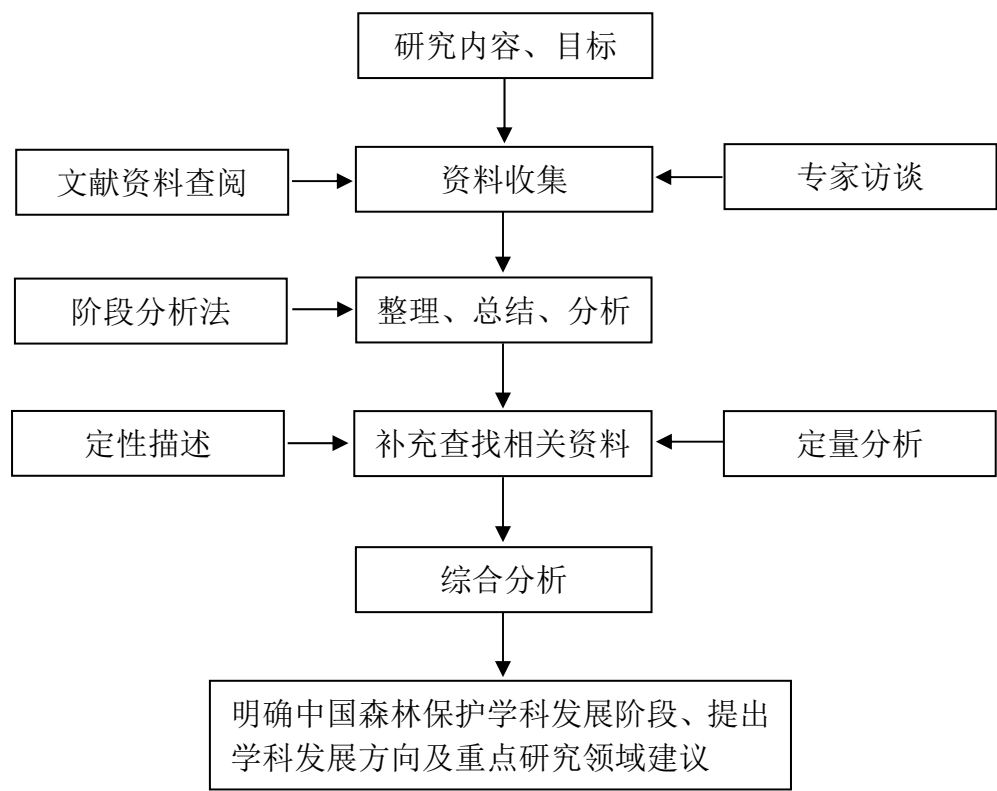 研究内容、目标
文献资料查阅
资料收集
专家访谈
阶段分析法
整理、总结、分析
定性描述
补充查找相关资料
定量分析
综合分析
明确中国森林保护学科发展阶段、提出
学科发展方向及重点研究领域建议